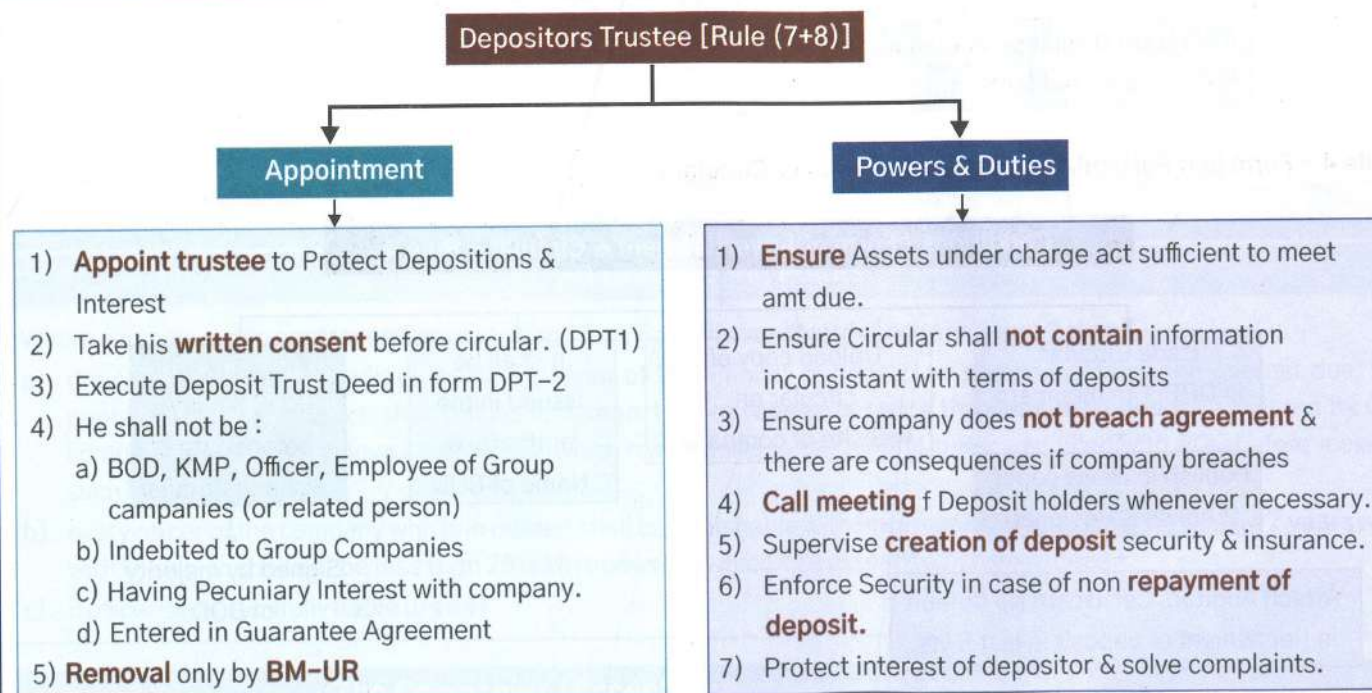 Depositors Trustee [Rule (7+8)]
Appointment
Powers & Duties
1) Appoint trustee to Protect Depositions &
Interest
2) Take his written consent before circular. (DPT1)
3) Execute Deposit Trust Deed in form DPT-2
4) He shall not be :
a) BOD, KMP, Officer, Employee of Group
companies (or related person)
b) Indebited to Group Companies
c) Having Pecuniary Interest with company.
d) Entered in Guarantee Agreement
5) Removal only by BM-UR
1) Ensure Assets under charge act sufficient to meet
amt due.
2) Ensure Circular shall not contain information
inconsistant with terms of deposits
3) Ensure company does not breach agreement &
there are consequences if company breaches
4) Call meeting f Deposit holders whenever necessary.
5) Supervise creation of deposit security & insurance.
6) Enforce Security in case of non repayment of
deposit.
7) Protect interest of depositor & solve complaints.